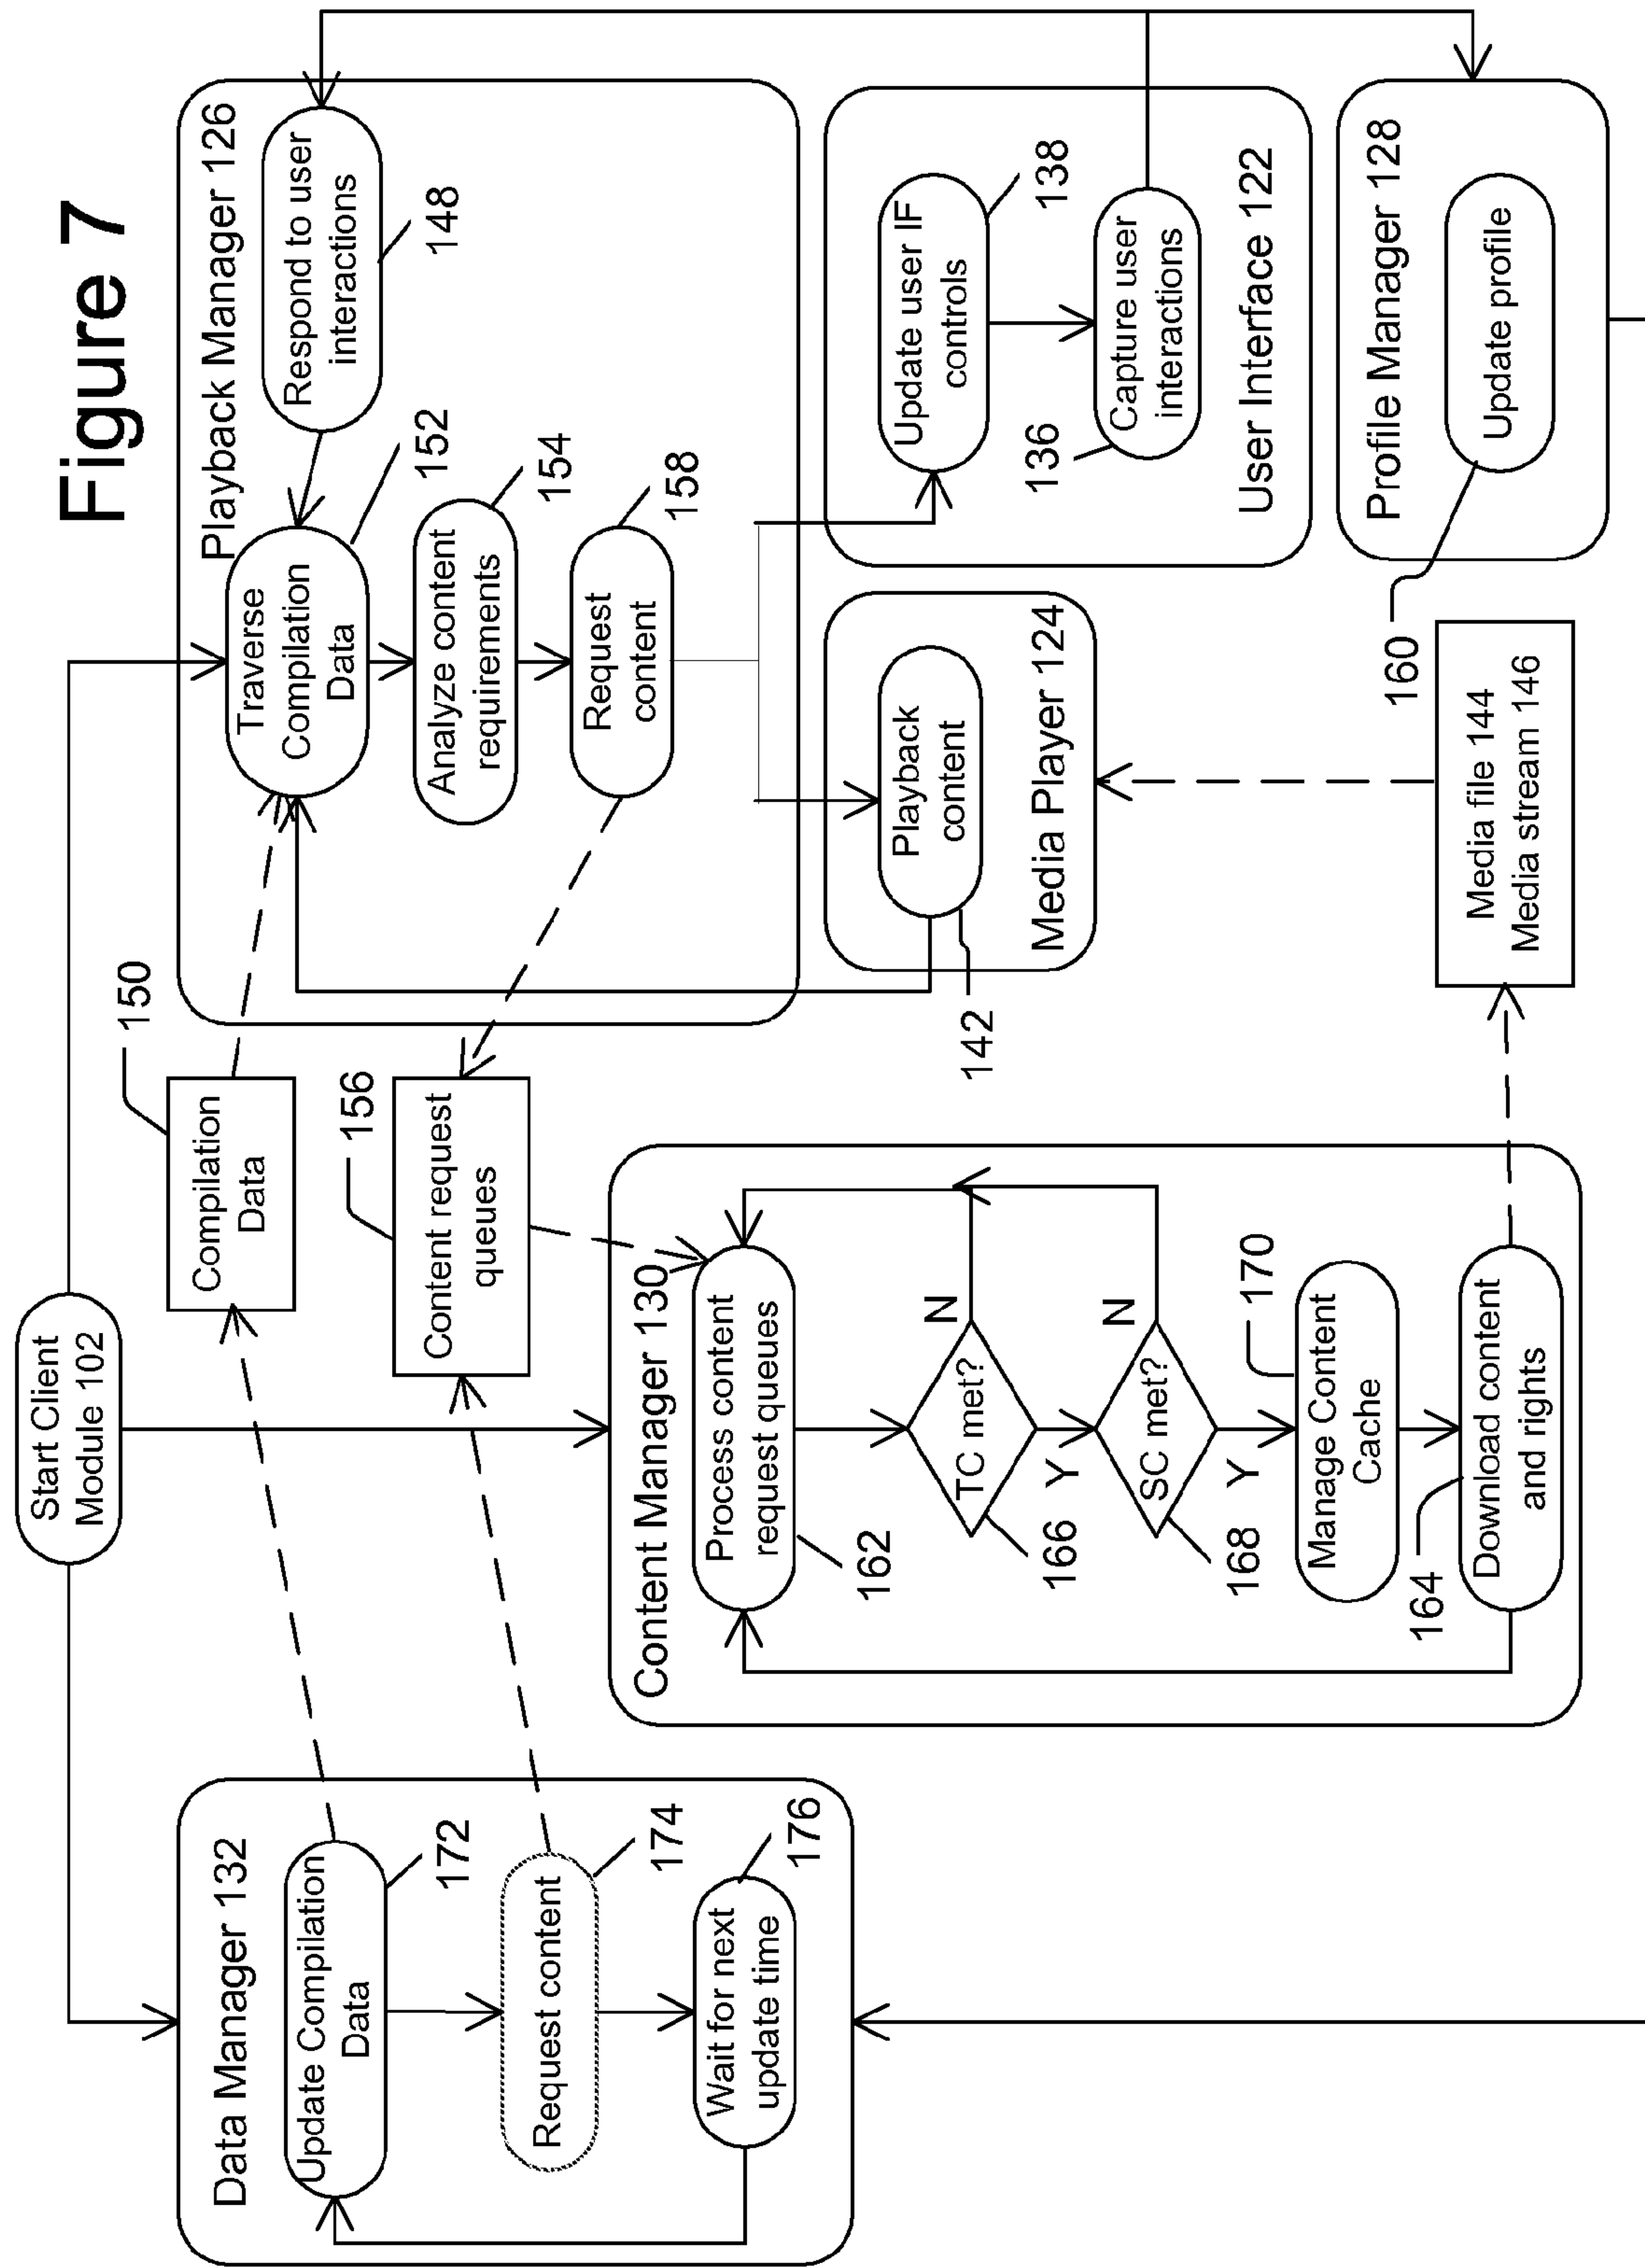 Figure 7
Start Client
Module 102
Data Manager 132
Update Compilation
Data
172
Request content
174
Wait for next
update time
176
Compilation
Data
150
Content request
queues
156
Content Manager 130
Process content
request queues
162
TC met?
N
Y
166
SC met?
N
Y
168
Manage Content
Cache
170
Download content
and rights
164
Playback Manager 126
Respond to user
interactions
148
Traverse
Compilation
Data
152
Analyze content
requirements
154
Request
content
158
Playback
content
Media Player 124
142
Update user IF
controls
138
Capture user
interactions
136
User Interface 122
Media file 144
Media stream 146
Profile Manager 128
Update profile
160